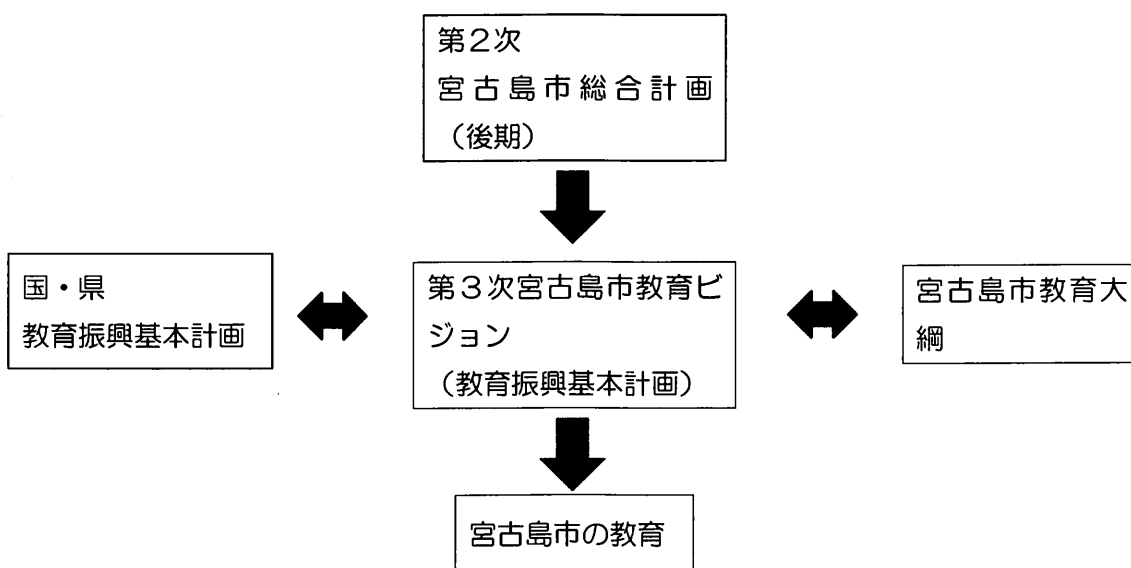 第2次
宮古島市総合計画
（後期）
国・県
教育振興基本計画
第3次宮古島市教育ビ
ジョン
（教育振興基本計画）
宮古島市教育大
綱
宮古島市の教育